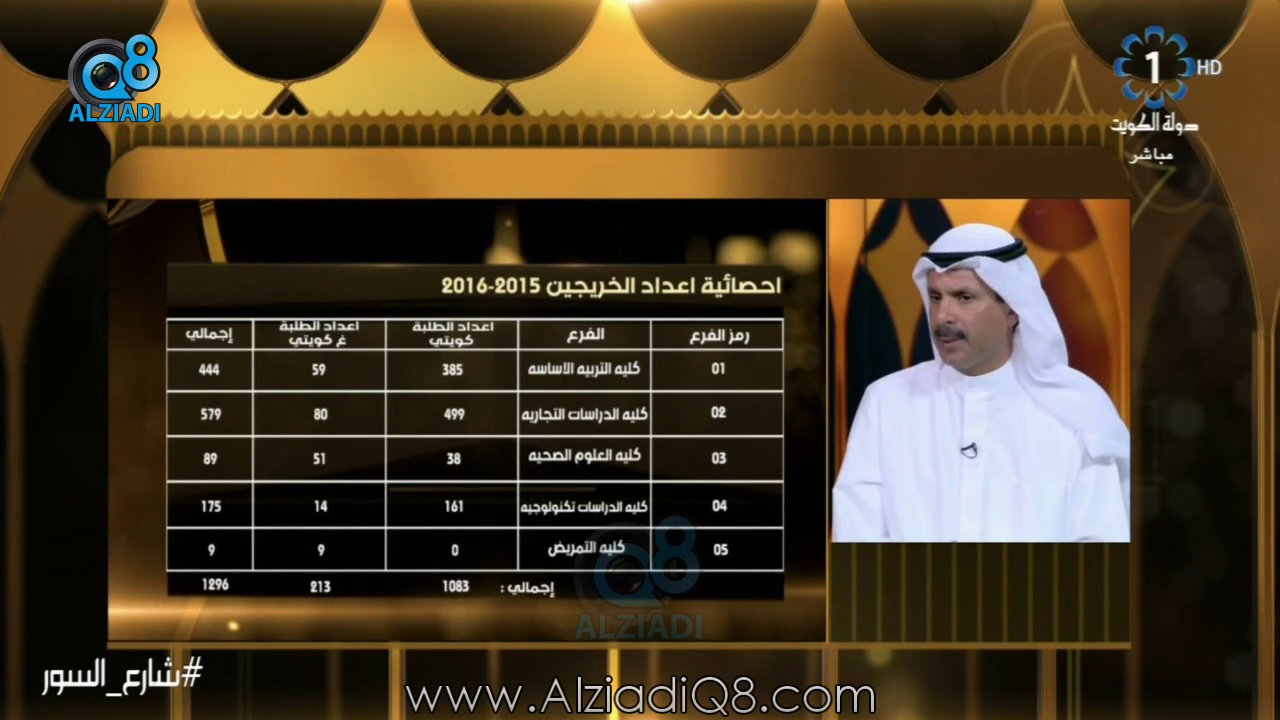 Q8
ALZIADI
1 HD
دولة الكويت
مباشر
احصائية اعداد الخريجين 2015-2016
رمز الفرع | الفرع | اعداد الطلبة كويتي | اعداد الطلبة غ كويتي | إجمالي
01 | كليه التربيه الاساسه | 385 | 59 | 444
02 | كليه الدراسات التجاريه | 499 | 80 | 579
03 | كليه العلوم الصحيه | 38 | 51 | 89
04 | كليه الدراسات تكنولوجيه | 161 | 14 | 175
05 | كليه التمريض | 0 | 9 | 9
إجمالي : 1083 213 1296
Q8
ALZIADI
#شارع_السور
www.AlziadiQ8.com